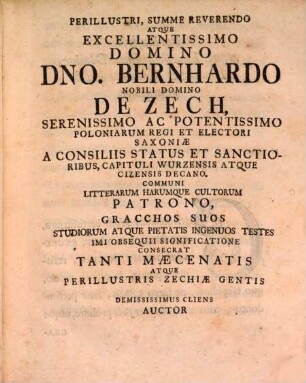 PERILLUSTRI, SUMME REVERENDO
ATQUE
EXCELLENTISSIMO
DOMINO
DNO. BERNHARDO
NOBILI DOMINO
DE ZECH,
SERENISSIMO AC POTENTISSIMO
POLONIARUM REGI ET ELECTORI
SAXONIÆ
A CONSILIIS STATUS ET SANCTIO-
RIBUS, CAPITULI WURZENSIS ATQUE
CIZENSIS DECANO.
COMMUNI
LITTERARUM HARUMQUE CULTORUM
PATRONO,
GRACCHOS SUOS
STUDIORUM ATQUE PIETATIS INGENUOS TESTES
IMI OBSEQUII SIGNIFICATIONE
CONSECRAT
TANTI MÆCENATIS
ATQUE
PERILLUSTRIS ZECHIÆ GENTIS
DEMISSISSIMUS CLIENS
AUCTOR